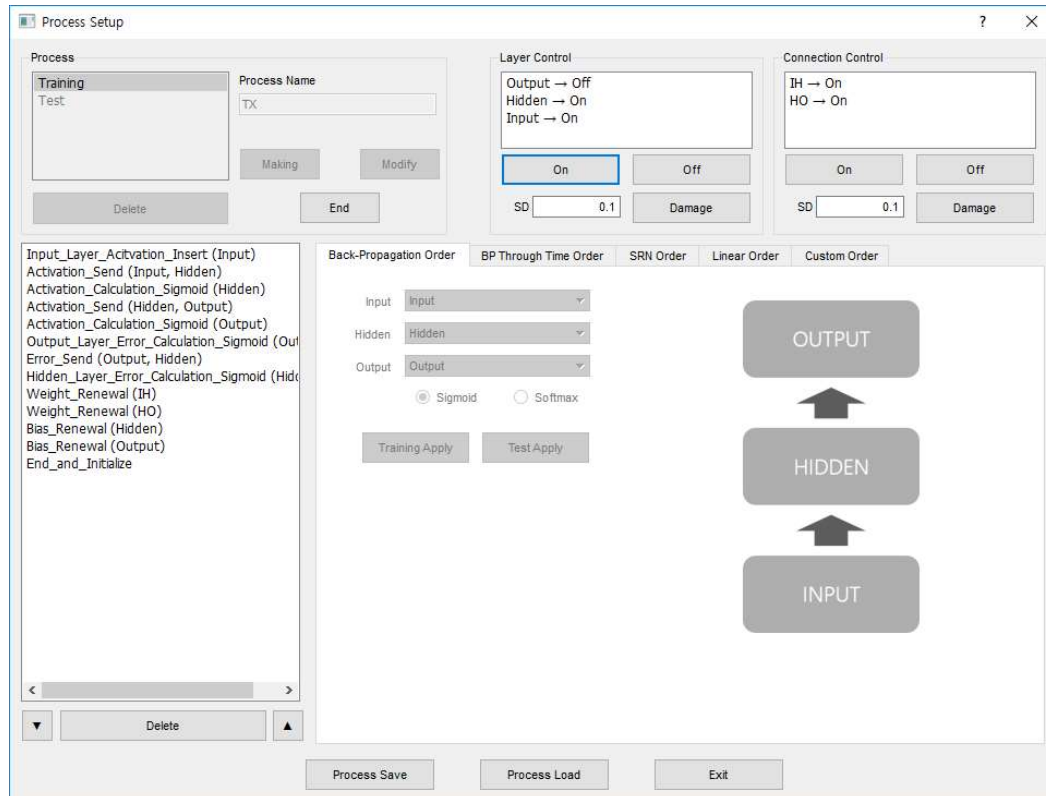 Process Setup
? ×
Process
Training
Test
Process Name
TX
Making
Modify
Delete
End
Layer Control
Output → Off
Hidden → On
Input → On
On
Off
SD
0.1
Damage
Connection Control
IH → On
HO → On
On
Off
SD
0.1
Damage
Input_Layer_Acitvation_Insert (Input)
Activation_Send (Input, Hidden)
Activation_Calculation_Sigmoid (Hidden)
Activation_Send (Hidden, Output)
Activation_Calculation_Sigmoid (Output)
Output_Layer_Error_Calculation_Sigmoid (Out
Error_Send (Output, Hidden)
Hidden_Layer_Error_Calculation_Sigmoid (Hidd
Weight_Renewal (IH)
Weight_Renewal (HO)
Bias_Renewal (Hidden)
Bias_Renewal (Output)
End_and_Initialize
< >
▼
Delete
▲
Back-Propagation Order
BP Through Time Order
SRN Order
Linear Order
Custom Order
Input
Input
Hidden
Hidden
Output
Output
Sigmoid
Softmax
Training Apply
Test Apply
OUTPUT
HIDDEN
INPUT
Process Save
Process Load
Exit